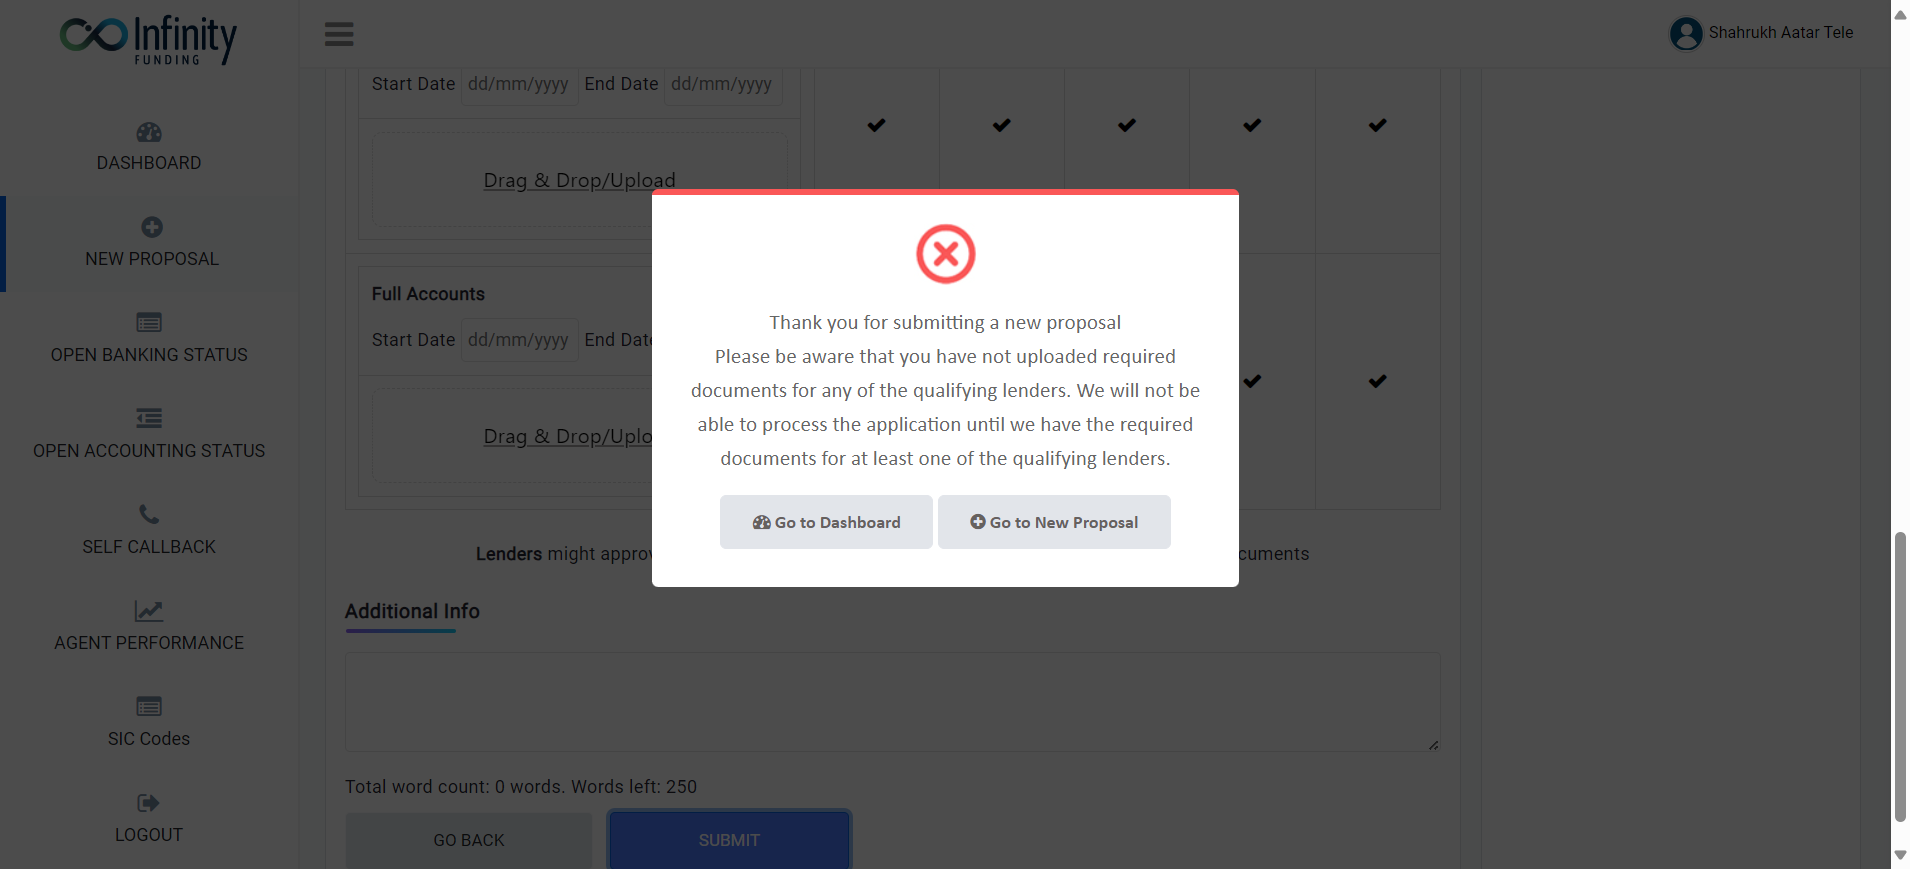 Infinity
FUNDING
Shahrukh Aatar Tele
DASHBOARD
NEW PROPOSAL
OPEN BANKING STATUS
OPEN ACCOUNTING STATUS
SELF CALLBACK
AGENT PERFORMANCE
SIC Codes
LOGOUT
Start Date dd/mm/yyyy End Date dd/mm/yyyy
Drag & Drop/Upload
Full Accounts
Start Date dd/mm/yyyy End Date
Drag & Drop/Uplo
Thank you for submitting a new proposal
Please be aware that you have not uploaded required
documents for any of the qualifying lenders. We will not be
able to process the application until we have the required
documents for at least one of the qualifying lenders.
Go to Dashboard Go to New Proposal
Lenders might approv cuments
Additional Info
Total word count: 0 words. Words left: 250
GO BACK SUBMIT